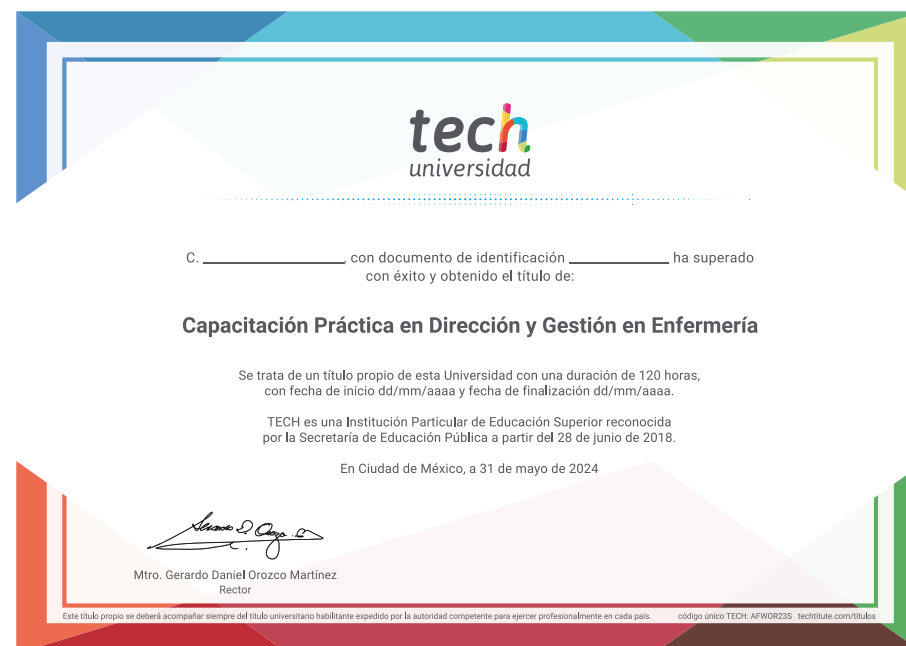 tech
universidad
C. ____________________, con documento de identificación ______________ ha superado
con éxito y obtenido el título de:
Capacitación Práctica en Dirección y Gestión en Enfermería
Se trata de un título propio de esta Universidad con una duración de 120 horas,
con fecha de inicio dd/mm/aaaa y fecha de finalización dd/mm/aaaa.
TECH es una Institución Particular de Educación Superior reconocida
por la Secretaría de Educación Pública a partir del 28 de junio de 2018.
En Ciudad de México, a 31 de mayo de 2024
Mtro. Gerardo Daniel Orozco Martínez
Rector
Este título propio se deberá acompañar siempre del título universitario habilitante expedido por la autoridad competente para ejercer profesionalmente en cada país. código único TECH: AFWOR23S techtitute.com/titulos